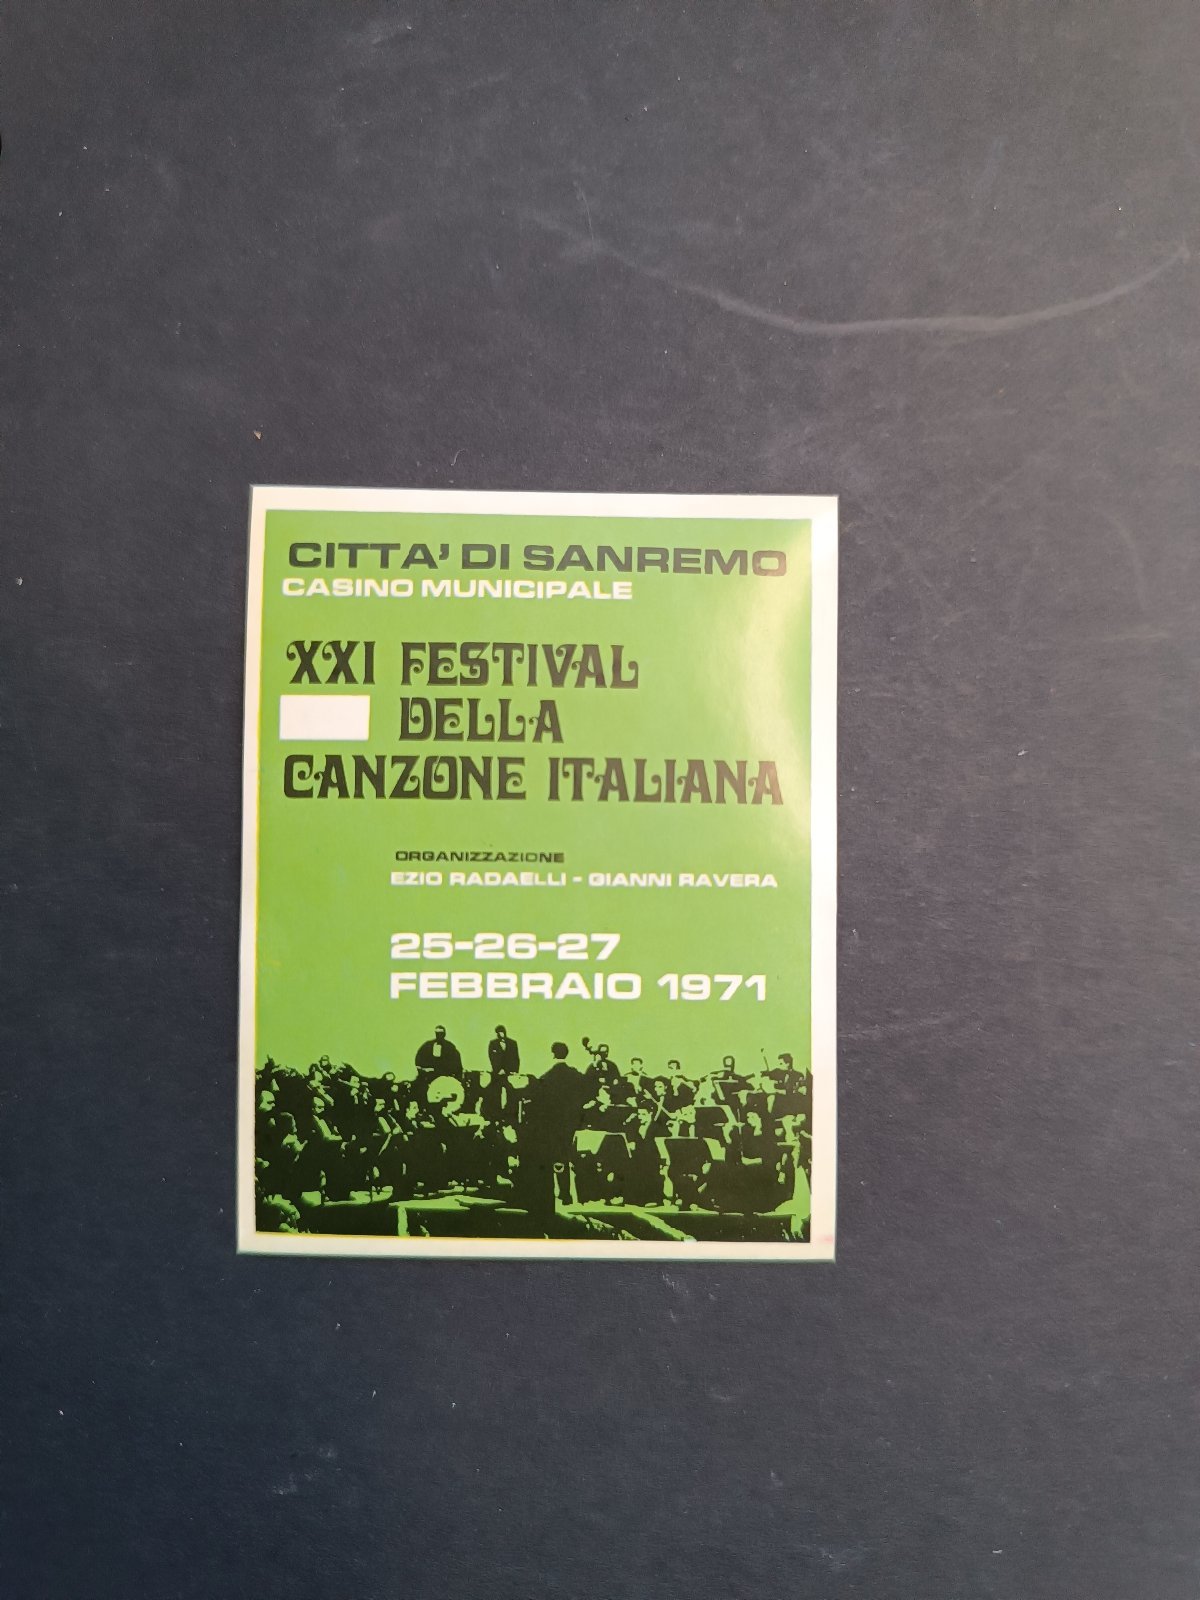 CITTA' DI SANREMO
CASINO MUNICIPALE
XXI FESTIVAL
DELLA
CANZONE ITALIANA
ORGANIZZAZIONE
EZIO RADAELLI - GIANNI RAVERA
25-26-27
FEBBRAIO 1971